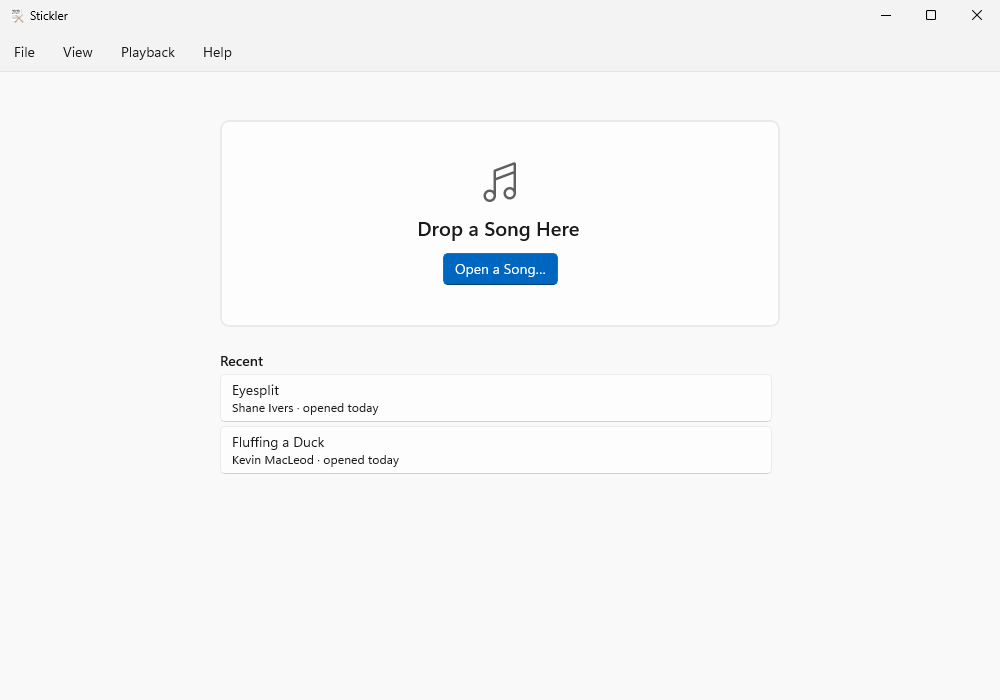 Stickler
File View Playback Help
Drop a Song Here
Open a Song...
Recent
Eyesplit
Shane Ivers · opened today
Fluffing a Duck
Kevin MacLeod · opened today